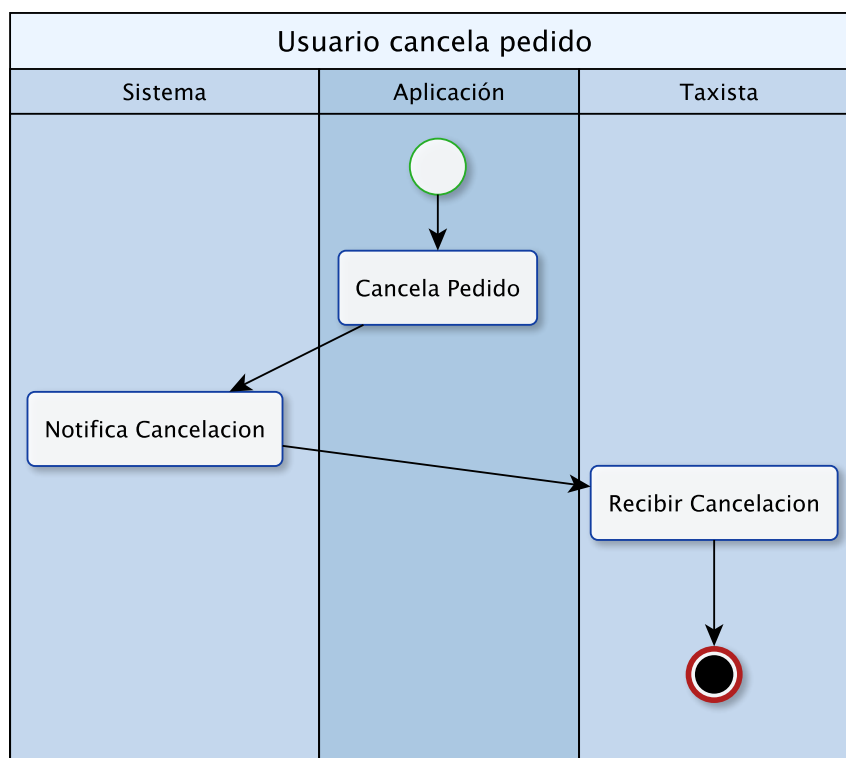 Usuario cancela pedido
Sistema
Aplicación
Taxista
Cancela Pedido
Notifica Cancelacion
Recibir Cancelacion